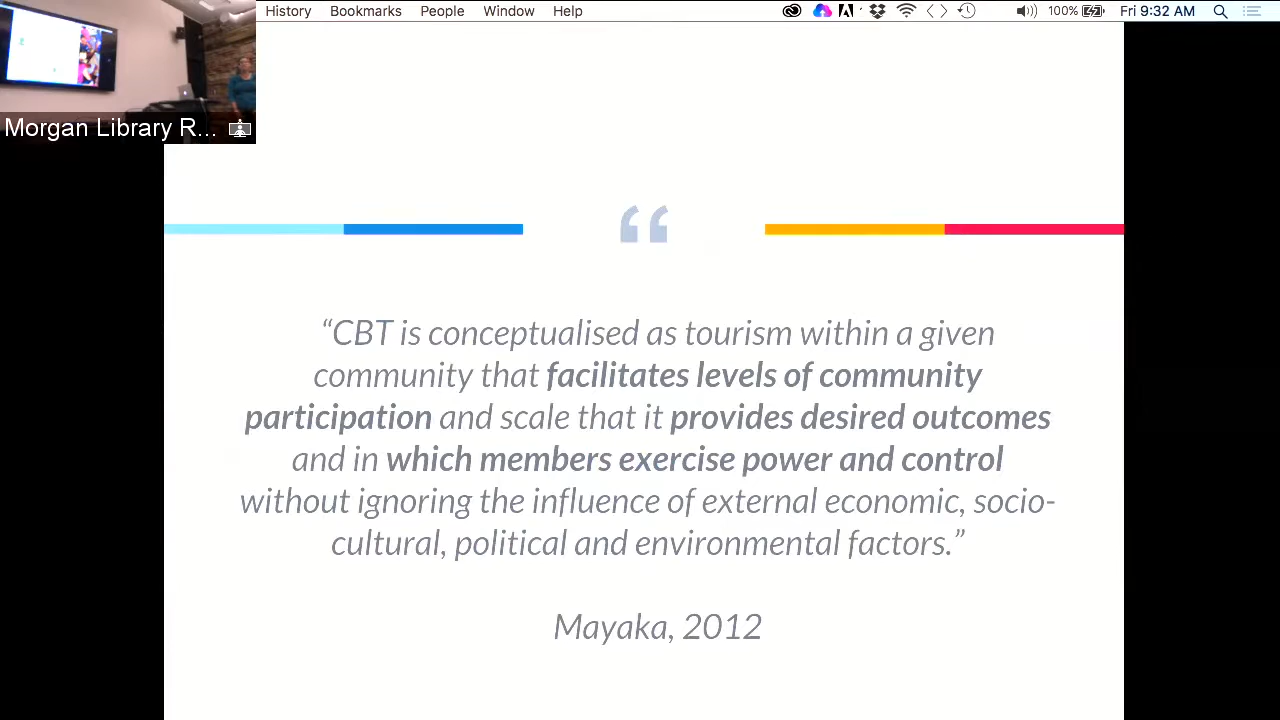 History Bookmarks People Window Help 100% Fri 9:32 AM
Morgan Library R...
“
“CBT is conceptualised as tourism within a given
community that facilitates levels of community
participation and scale that it provides desired outcomes
and in which members exercise power and control
without ignoring the influence of external economic, socio-
cultural, political and environmental factors.”
Mayaka, 2012